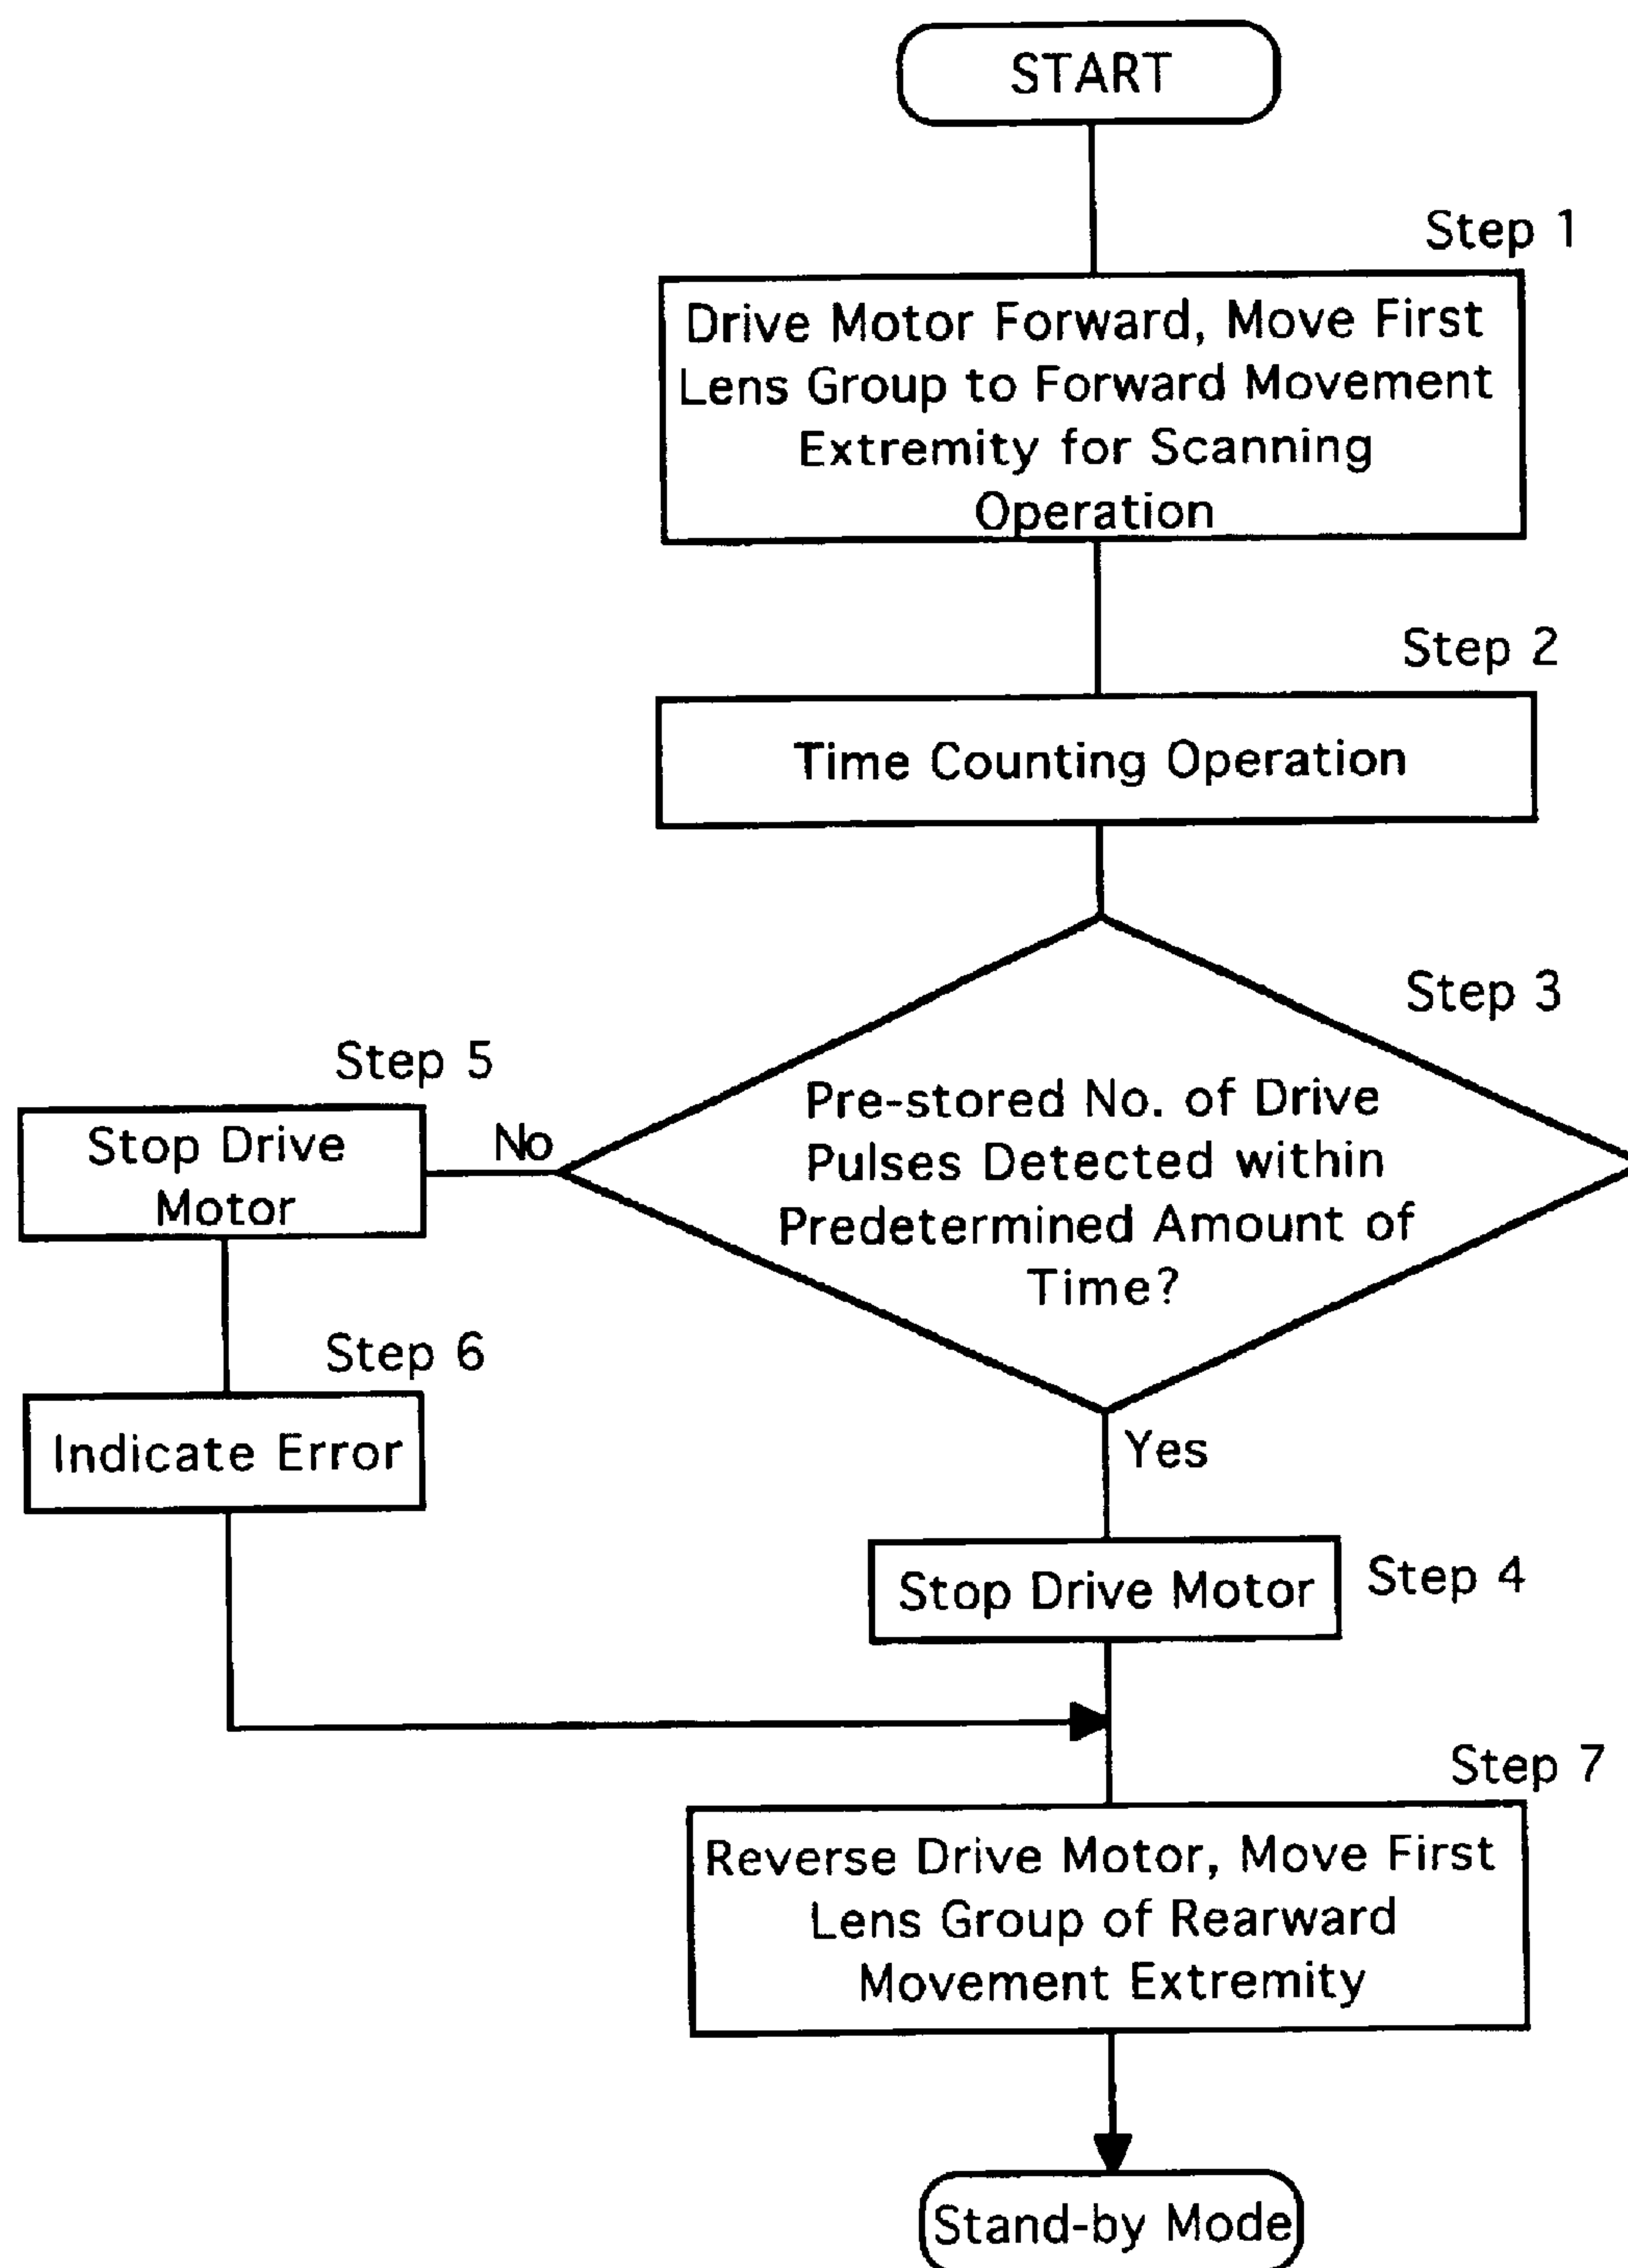 START
Step 1
Drive Motor Forward, Move First
Lens Group to Forward Movement
Extremity for Scanning
Operation
Step 2
Time Counting Operation
Step 3
Pre-stored No. of Drive
Pulses Detected within
Predetermined Amount of
Time?
No
Step 5
Stop Drive
Motor
Step 6
Indicate Error
Yes
Stop Drive Motor
Step 4
Step 7
Reverse Drive Motor, Move First
Lens Group of Rearward
Movement Extremity
Stand-by Mode